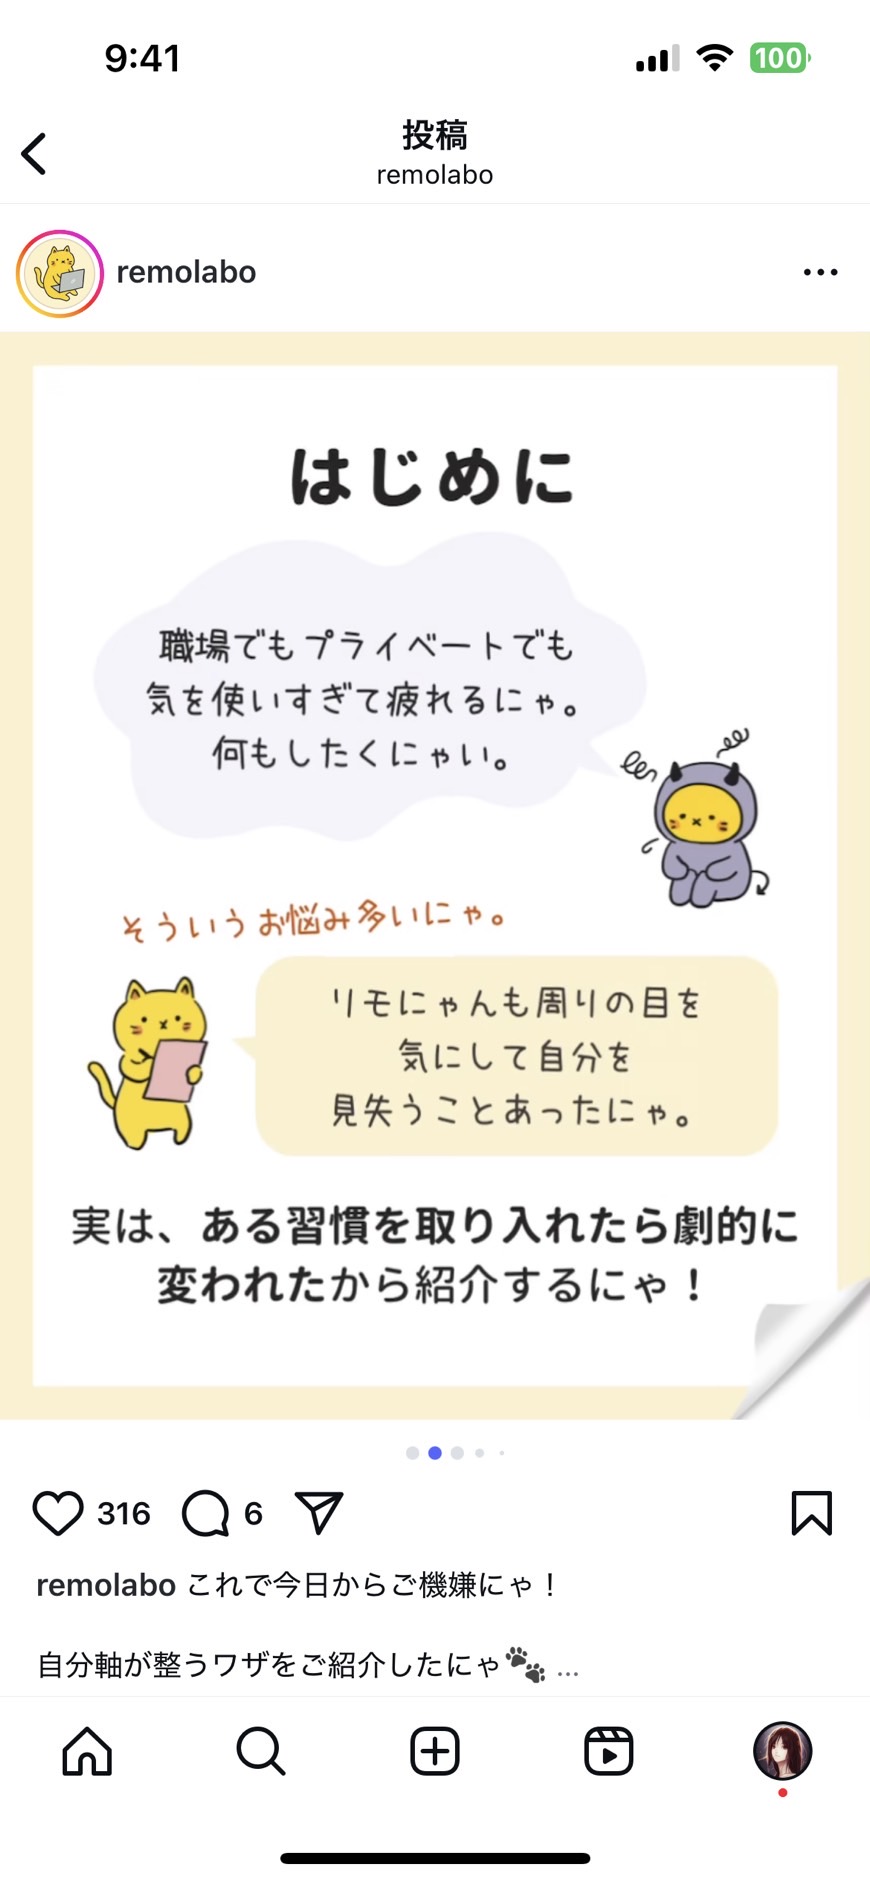 9:41
100
投稿
remolabo
remolabo
はじめに
職場でもプライベートでも
気を使いすぎて疲れるにゃ。
何もしたくにゃい。
そういうお悩み多いにゃ。
リモにゃんも周りの目を
気にして自分を
見失うことあったにゃ。
実は、ある習慣を取り入れたら劇的に
変われたから紹介するにゃ！
316 6
remolabo これで今日からご機嫌にゃ！
自分軸が整うワザをご紹介したにゃ🐾 ...